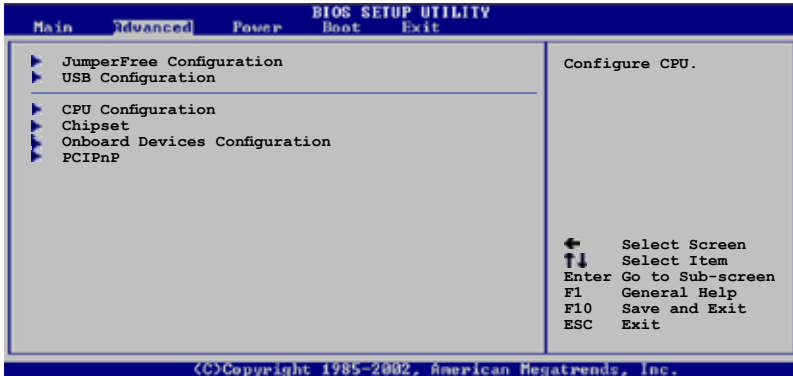 BIOS SETUP UTILITY
Main Advanced Power Boot Exit
JumperFree Configuration
USB Configuration
CPU Configuration
Chipset
Onboard Devices Configuration
PCIPnP
Configure CPU.
Select Screen
Select Item
Enter Go to Sub-screen
F1 General Help
F10 Save and Exit
ESC Exit
(C)Copyright 1985-2002, American Megatrends, Inc.